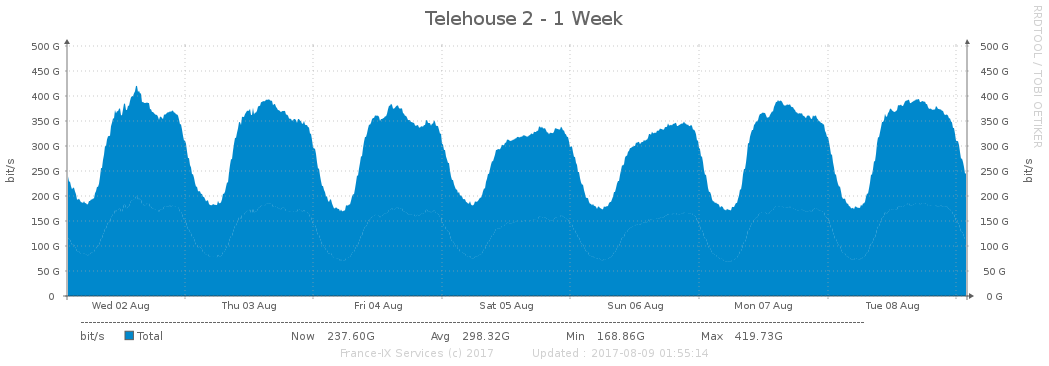 Telehouse 2 - 1 Week
RRDTOOL / TOBI OETIKER
500 G 500 G
450 G 450 G
400 G 400 G
350 G 350 G
300 G 300 G
250 G 250 G
200 G 200 G
150 G 150 G
100 G 100 G
50 G 50 G
0 0 G
bit/s bit/s
Wed 02 Aug Thu 03 Aug Fri 04 Aug Sat 05 Aug Sun 06 Aug Mon 07 Aug Tue 08 Aug
bit/s Total Now 237.60G Avg 298.32G Min 168.86G Max 419.73G
France-IX Services (c) 2017 Updated : 2017-08-09 01:55:14